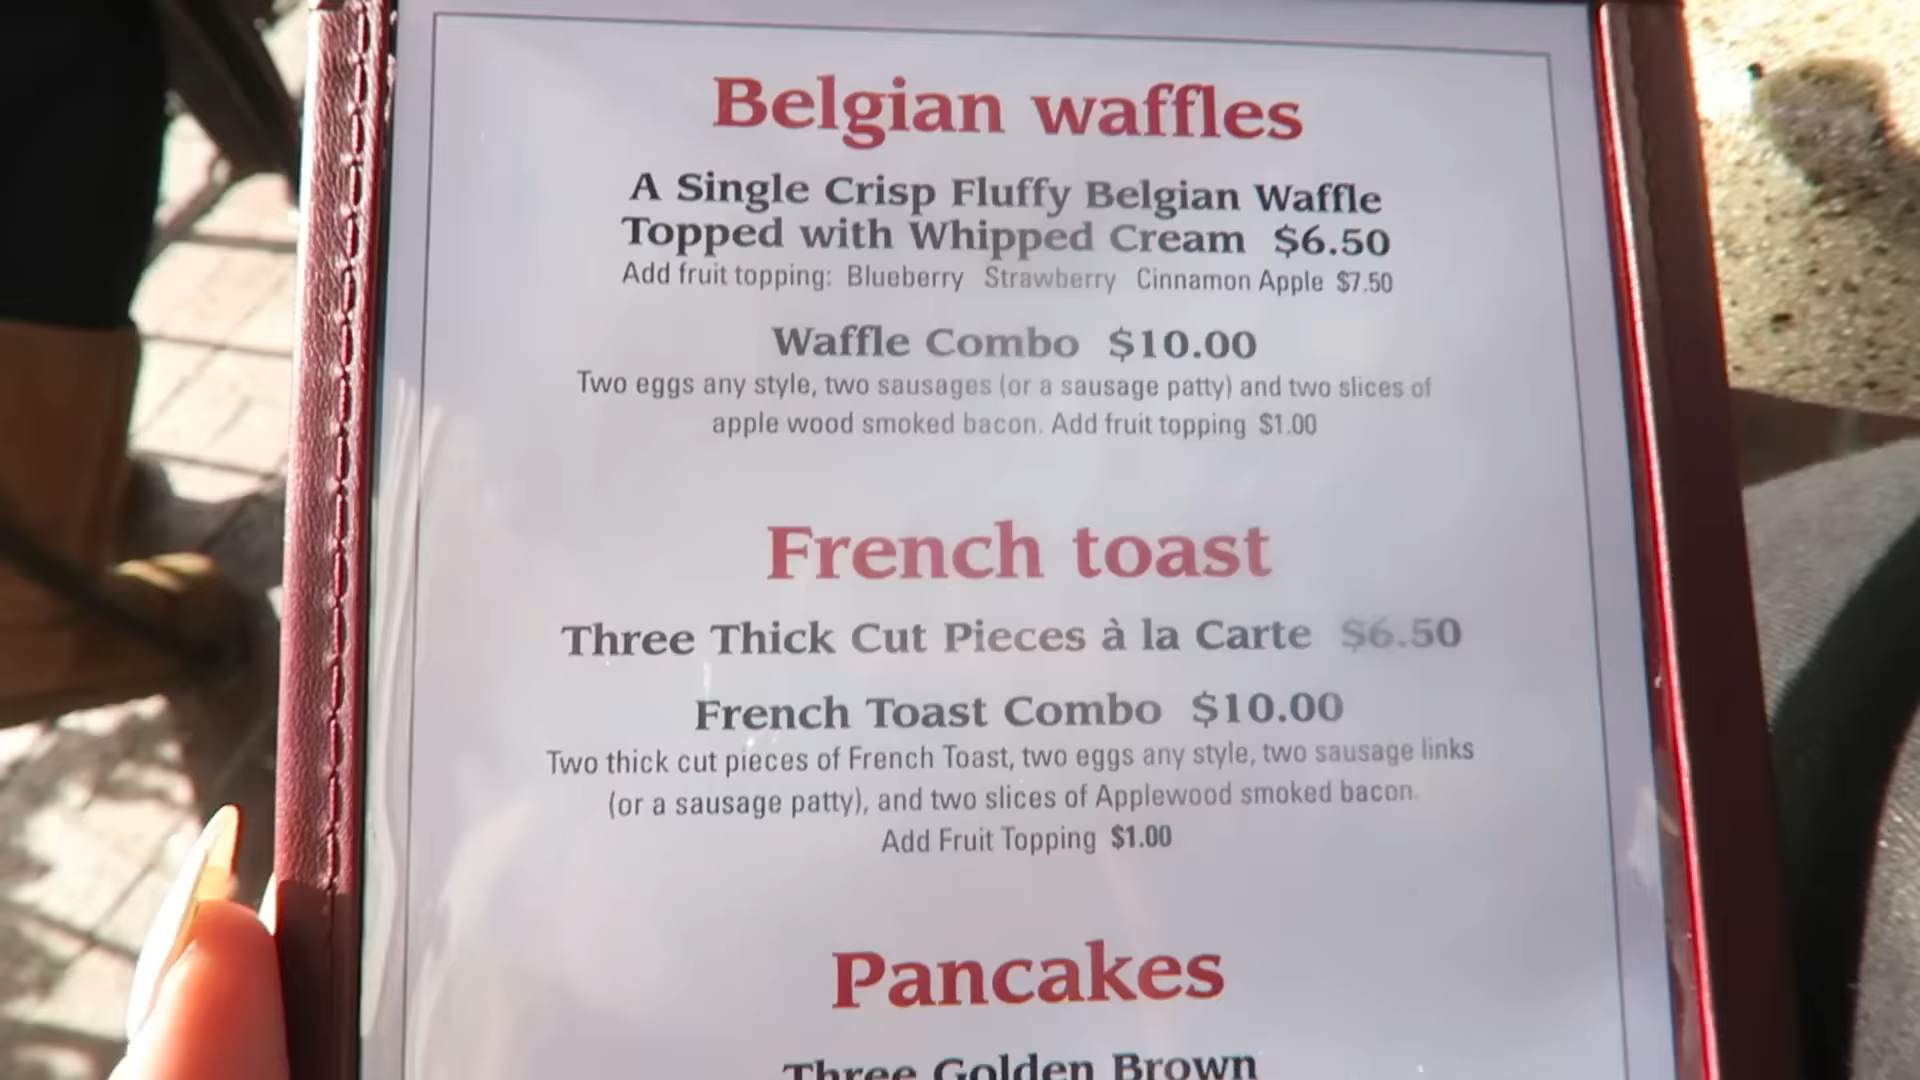 Belgian waffles
A Single Crisp Fluffy Belgian Waffle
Topped with Whipped Cream $6.50
Add fruit topping: Blueberry Strawberry Cinnamon Apple $7.50
Waffle Combo $10.00
Two eggs any style, two sausages (or a sausage patty) and two slices of
apple wood smoked bacon. Add fruit topping $1.00
French toast
Three Thick Cut Pieces à la Carte $6.50
French Toast Combo $10.00
Two thick cut pieces of French Toast, two eggs any style, two sausage links
(or a sausage patty), and two slices of Applewood smoked bacon.
Add Fruit Topping $1.00
Pancakes
Three Golden Brown